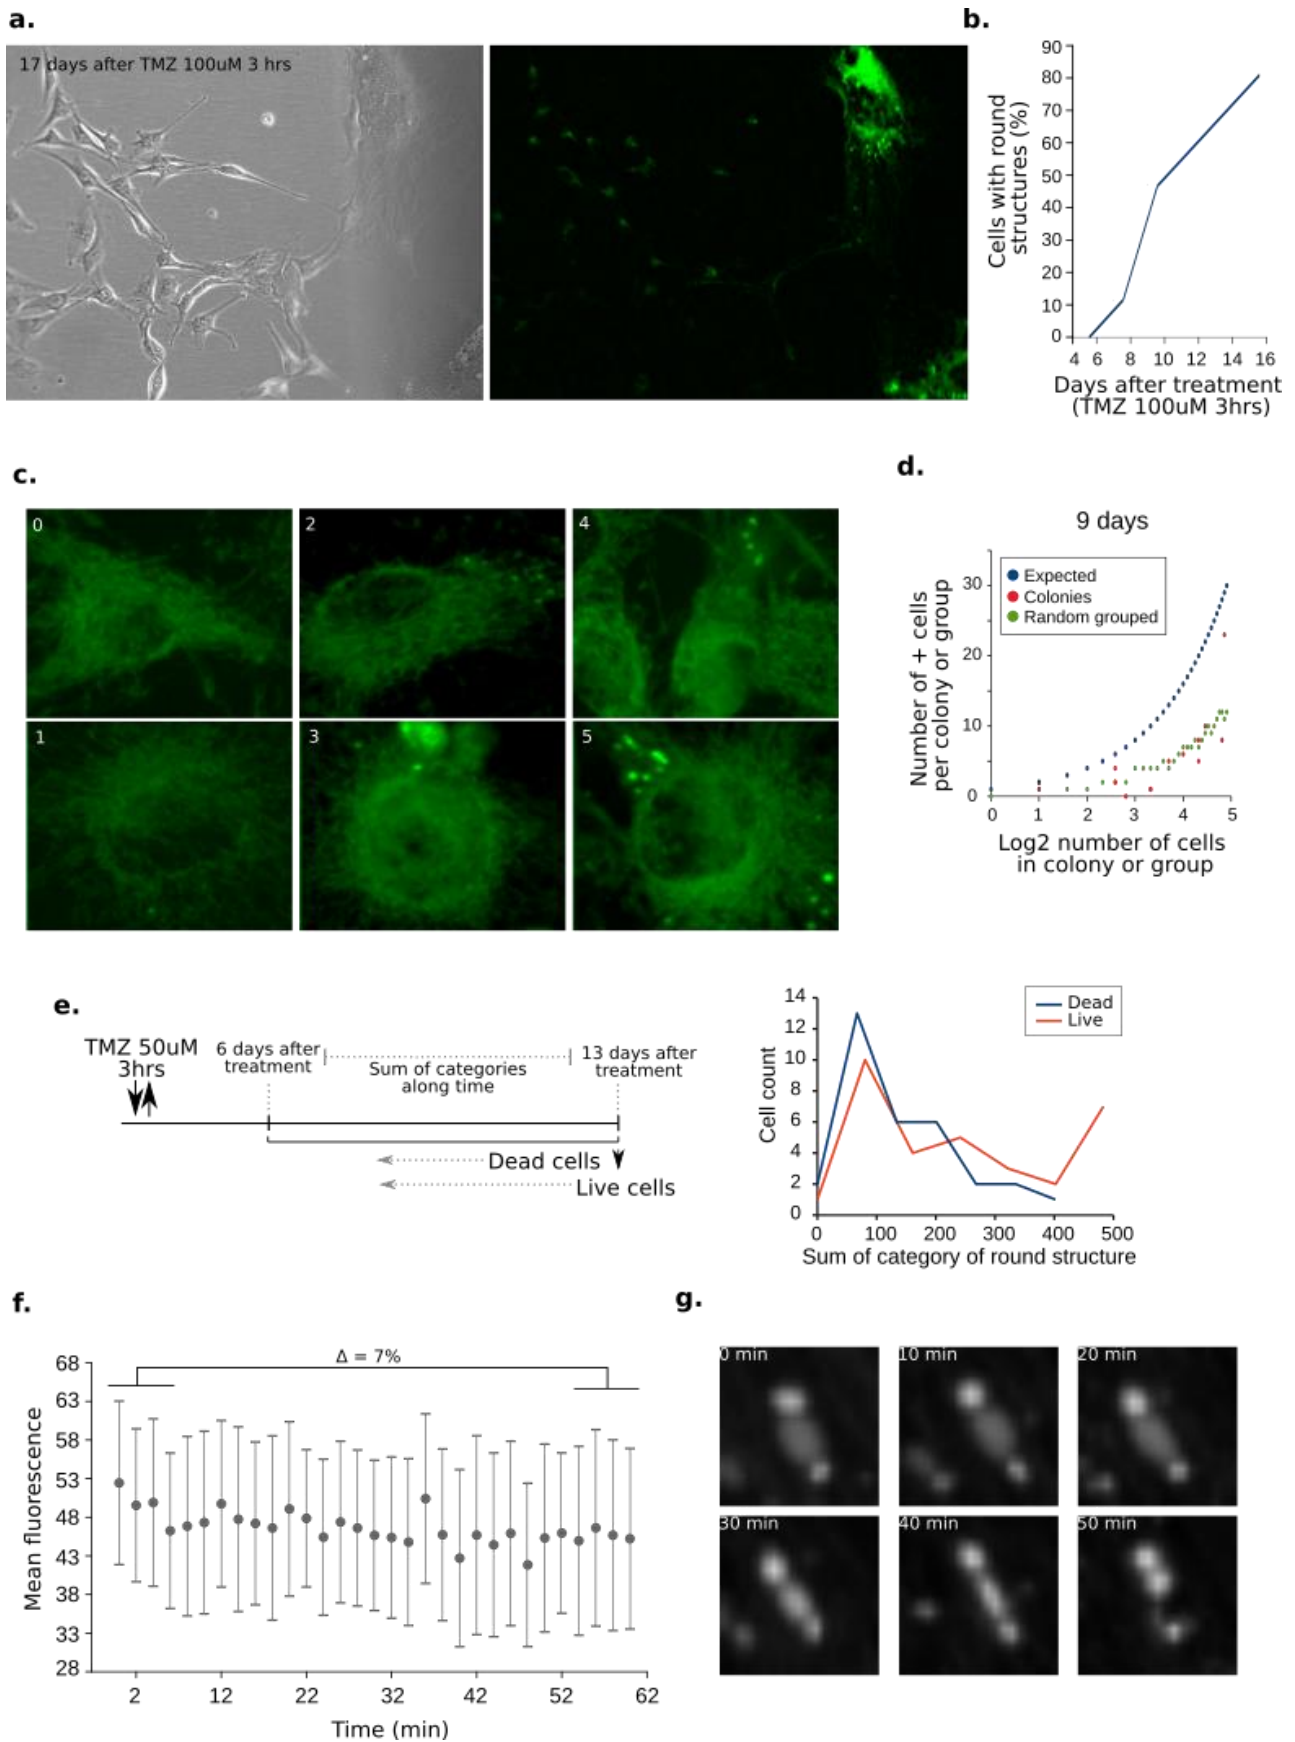 a.
17 days after TMZ 100uM 3 hrs
b.
90
80
70
60
50
40
30
20
10
0
Cells with round
structures (%)
4 6 8 10 12 14 16
Days after treatment
(TMZ 100uM 3hrs)
c.
0
2
4
1
3
5
d.
9 days
Expected
Colonies
Random grouped
30
20
10
0
Number of + cells
per colony or group
0 1 2 3 4 5
Log2 number of cells
in colony or group
e.
TMZ 50uM
3hrs
6 days after
treatment
Sum of categories
along time
13 days after
treatment
Dead cells
Live cells
14
12
10
8
6
4
2
0
Cell count
Dead
Live
0 100 200 300 400 500
Sum of category of round structure
f.
Δ = 7%
68
63
58
53
48
43
38
33
28
Mean fluorescence
2 12 22 32 42 52 62
Time (min)
g.
0 min
10 min
20 min
30 min
40 min
50 min